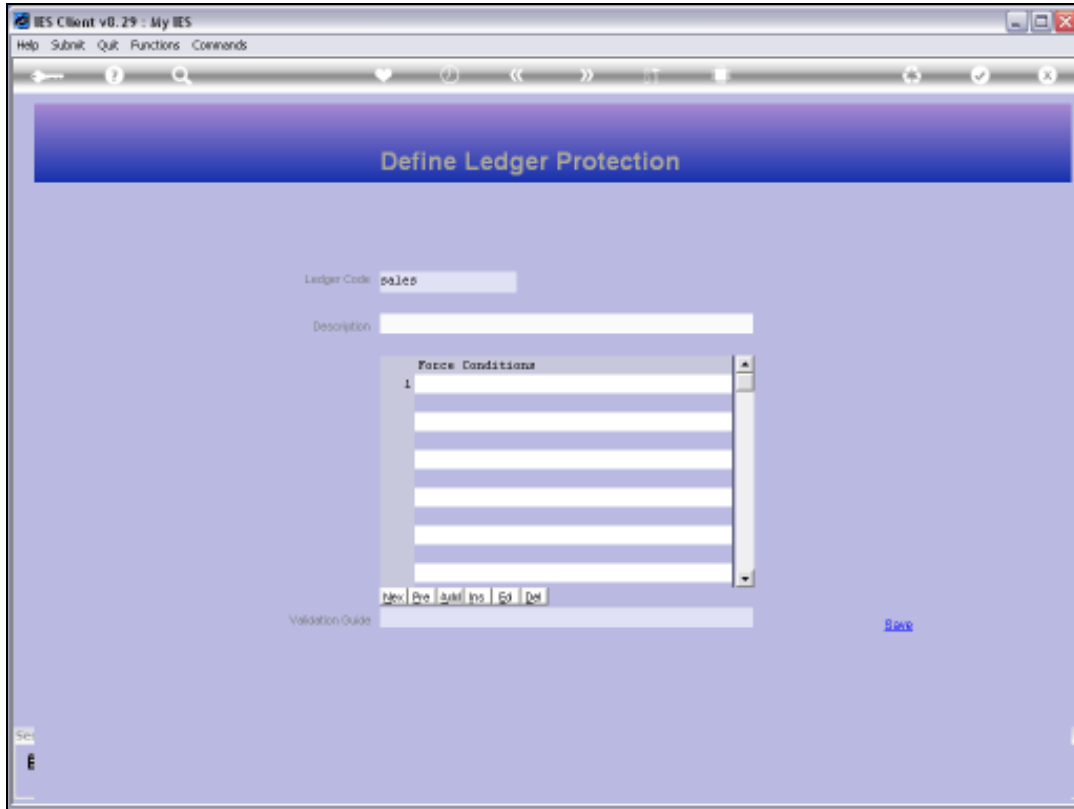 IES Client v8.29 : My IES
Help Submit Quit Functions Commands
Define Ledger Protection
Ledger Code sales
Description
Force Conditions
1
Nex Pre Add Ins Ed Del
Validation Guide
Save